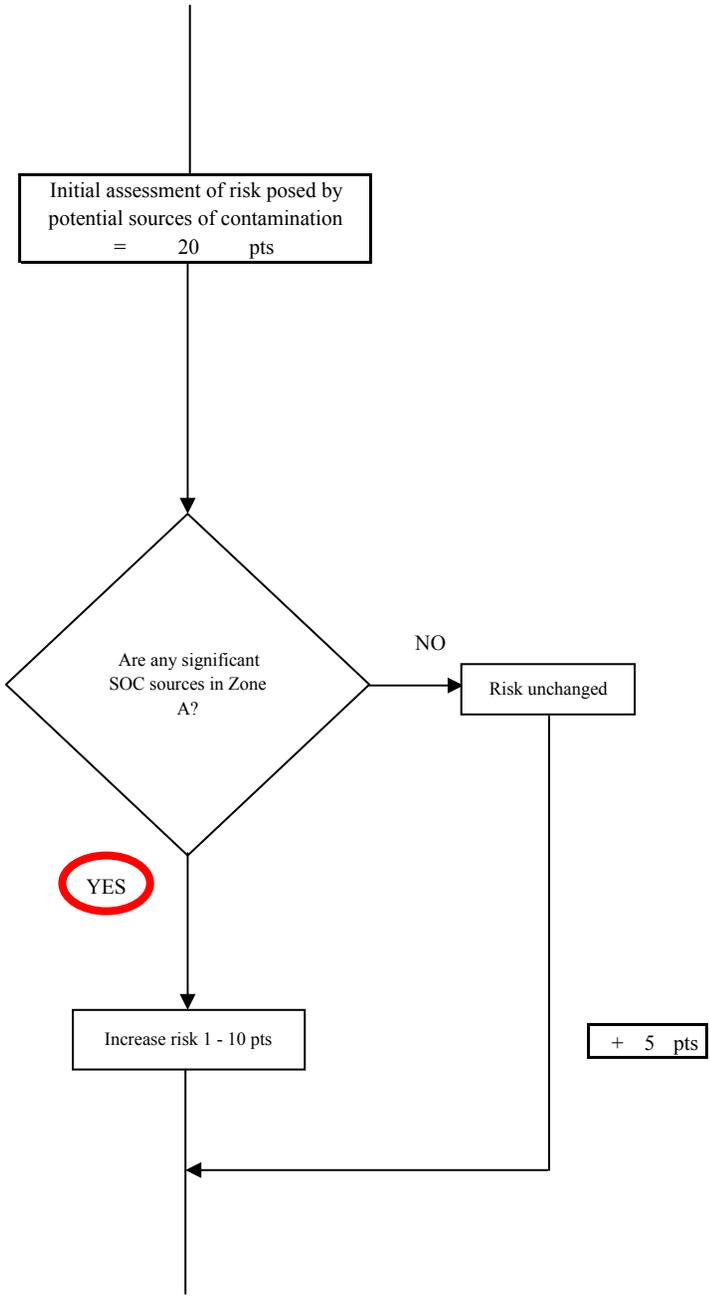 Initial assessment of risk posed by
potential sources of contamination
= 20 pts
Are any significant
SOC sources in Zone
A?
NO
Risk unchanged
YES
Increase risk 1 - 10 pts
+ 5 pts